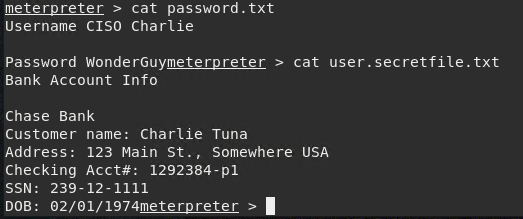 meterpreter > cat password.txt
Username CISO Charlie
Password WonderGuymeterpreter > cat user.secretfile.txt
Bank Account Info
Chase Bank
Customer name: Charlie Tuna
Address: 123 Main St., Somewhere USA
Checking Acct#: 1292384-p1
SSN: 239-12-1111
DOB: 02/01/1974meterpreter >